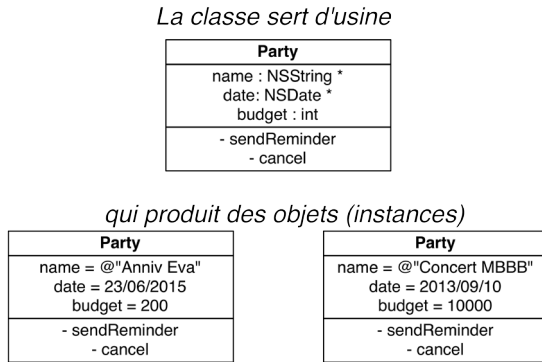 La classe sert d'usine
Party
name : NSString *
date: NSDate *
budget : int
- sendReminder
- cancel
qui produit des objets (instances)
Party
name = @"Anniv Eva"
date = 23/06/2015
budget = 200
- sendReminder
- cancel
Party
name = @"Concert MBBB"
date = 2013/09/10
budget = 10000
- sendReminder
- cancel